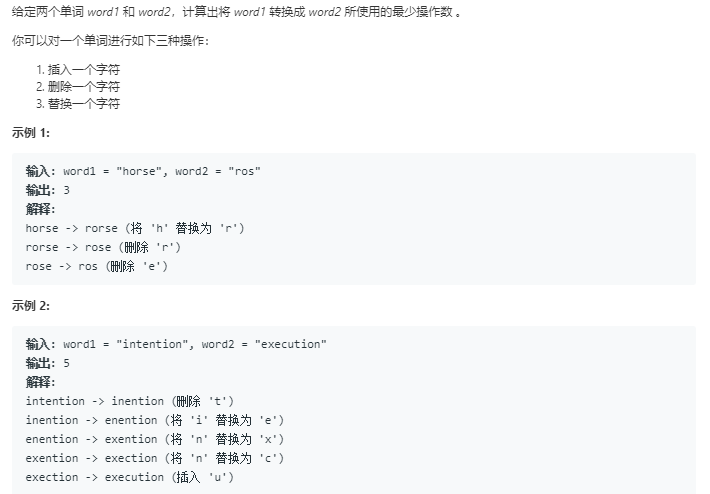 给定两个单词 word1 和 word2，计算出将 word1 转换成 word2 所使用的最少操作数 。
你可以对一个单词进行如下三种操作：
1. 插入一个字符
2. 删除一个字符
3. 替换一个字符
示例 1:
输入: word1 = "horse", word2 = "ros"
输出: 3
解释:
horse -> rorse (将 'h' 替换为 'r')
rorse -> rose (删除 'r')
rose -> ros (删除 'e')
示例 2:
输入: word1 = "intention", word2 = "execution"
输出: 5
解释:
intention -> inention (删除 't')
inention -> enention (将 'i' 替换为 'e')
enention -> exention (将 'n' 替换为 'x')
exention -> exection (将 'n' 替换为 'c')
exection -> execution (插入 'u')